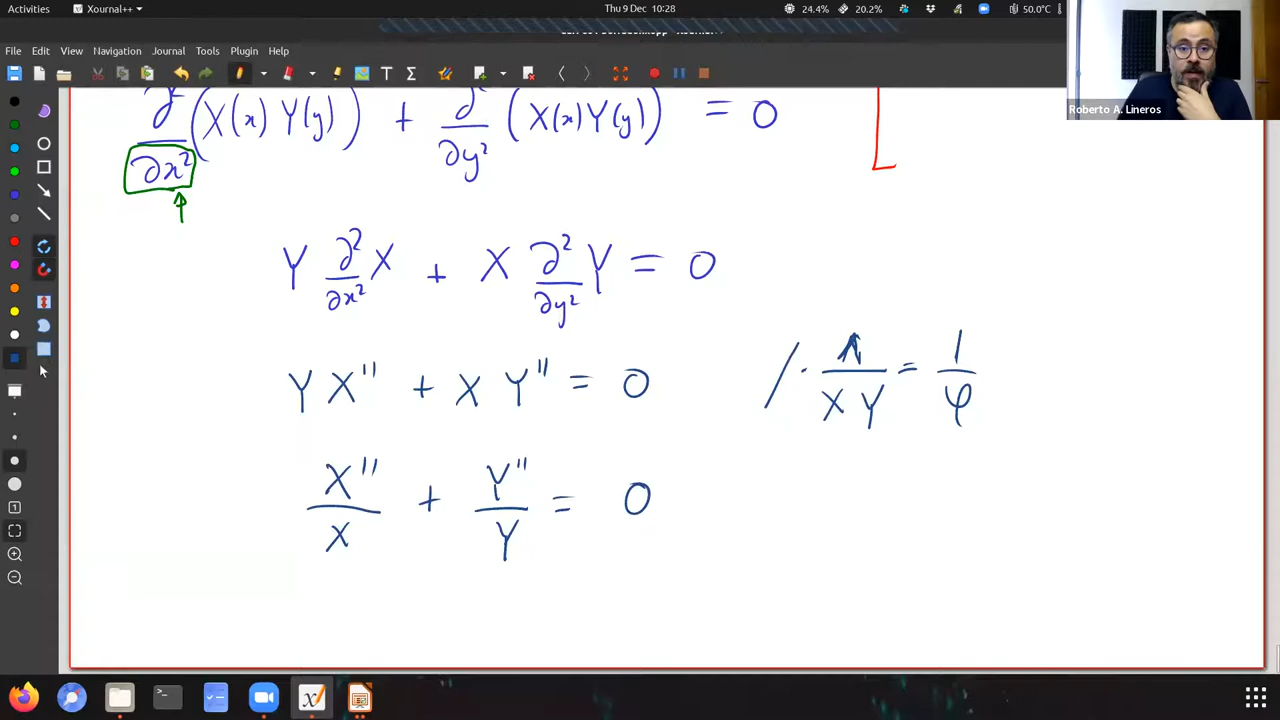 Activities Xournal++ Thu 9 Dec 10:28 24.4% 20.2% 50.0°C
File Edit View Navigation Journal Tools Plugin Help
Roberto A. Lineros
∂²/∂x² (X(x) Y(y)) + ∂²/∂y² (X(x)Y(y)) = 0
Y ∂²/∂x² X + X ∂²/∂y² Y = 0
Y X'' + X Y'' = 0 / · 1/(X Y) = 1/φ
X''/X + Y''/Y = 0